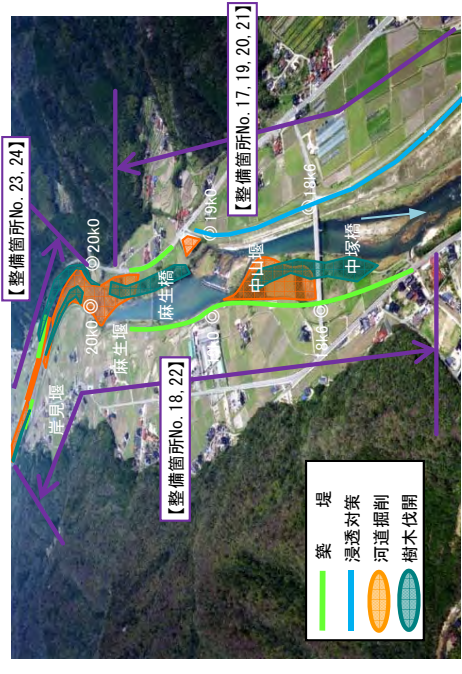 【整備箇所No. 23, 24】
【整備箇所No. 17, 19, 20, 21】
【整備箇所No. 18, 22】
岸見堰
20k0
20k0
麻生堰
麻生橋
19k0
中山堰
18k6
中塚橋
築　堤
浸透対策
河道掘削
樹木伐開